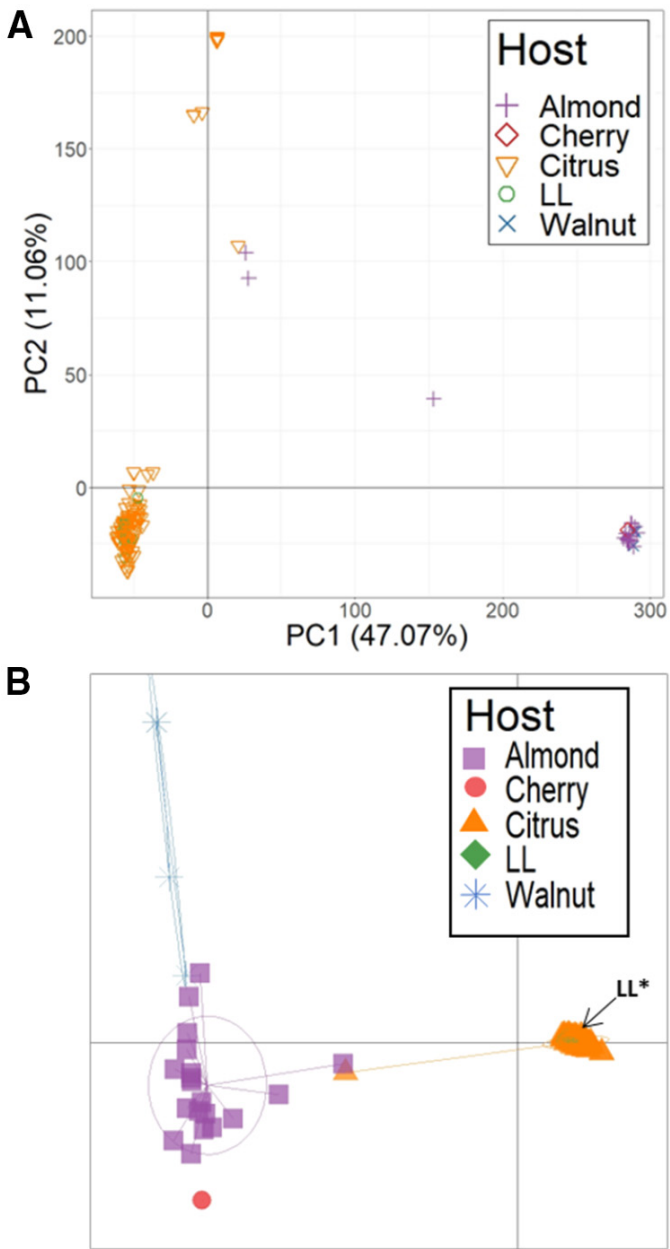 A
200
150
100
50
0
PC2 (11.06%)
0
100
200
300
PC1 (47.07%)
Host
Almond
Cherry
Citrus
LL
Walnut
B
Host
Almond
Cherry
Citrus
LL
Walnut
LL*